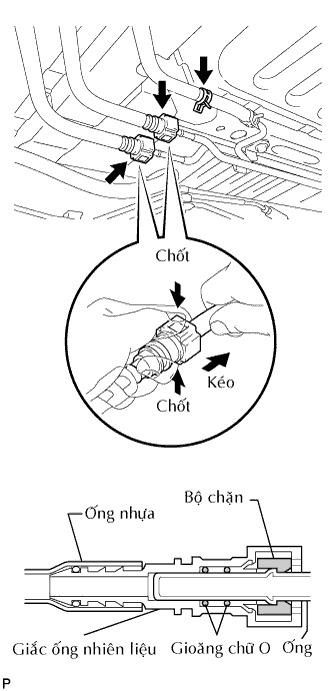 Chốt
Kéo
Chốt
Bộ chặn
Ống nhựa
Giắc ống nhiên liệu
Gioăng chữ O
Ống
P